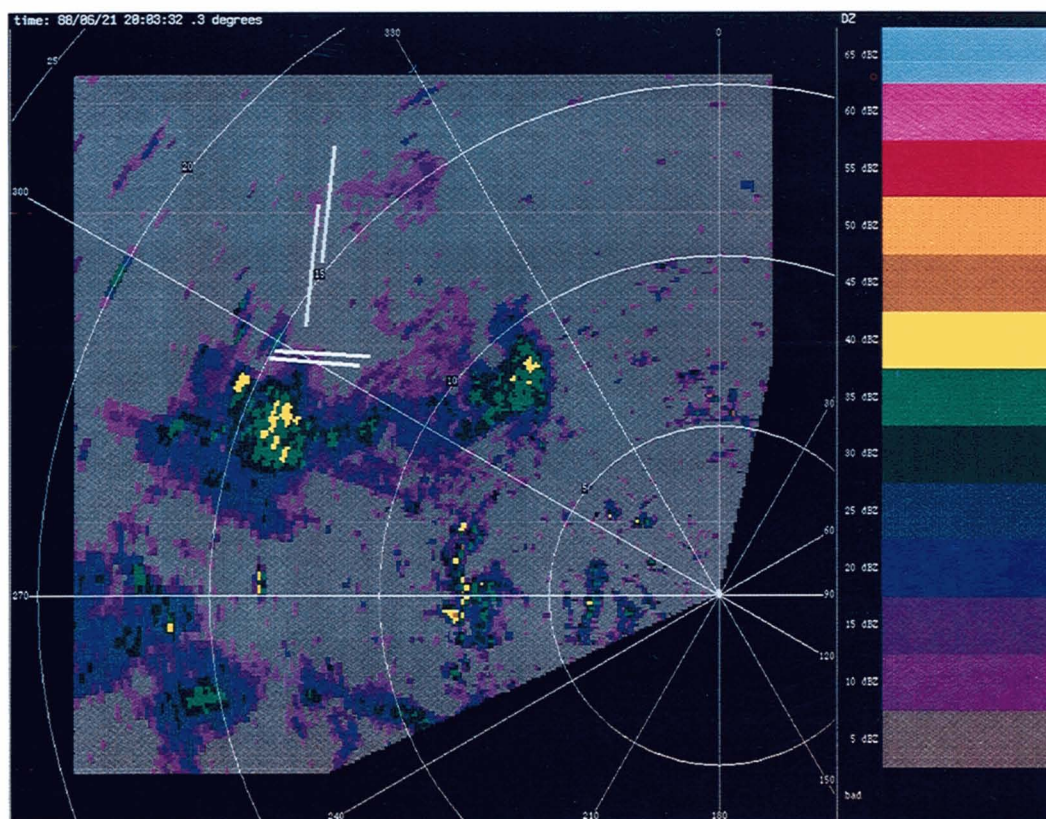 time: 88/06/21 20:03:32 .3 degrees
DZ
330
0
25
65 dBZ
60 dBZ
20
55 dBZ
300
50 dBZ
15
45 dBZ
40 dBZ
10
35 dBZ
30
30 dBZ
5
25 dBZ
60
20 dBZ
270
90
15 dBZ
120
10 dBZ
5 dBZ
150
bad
240
210
180